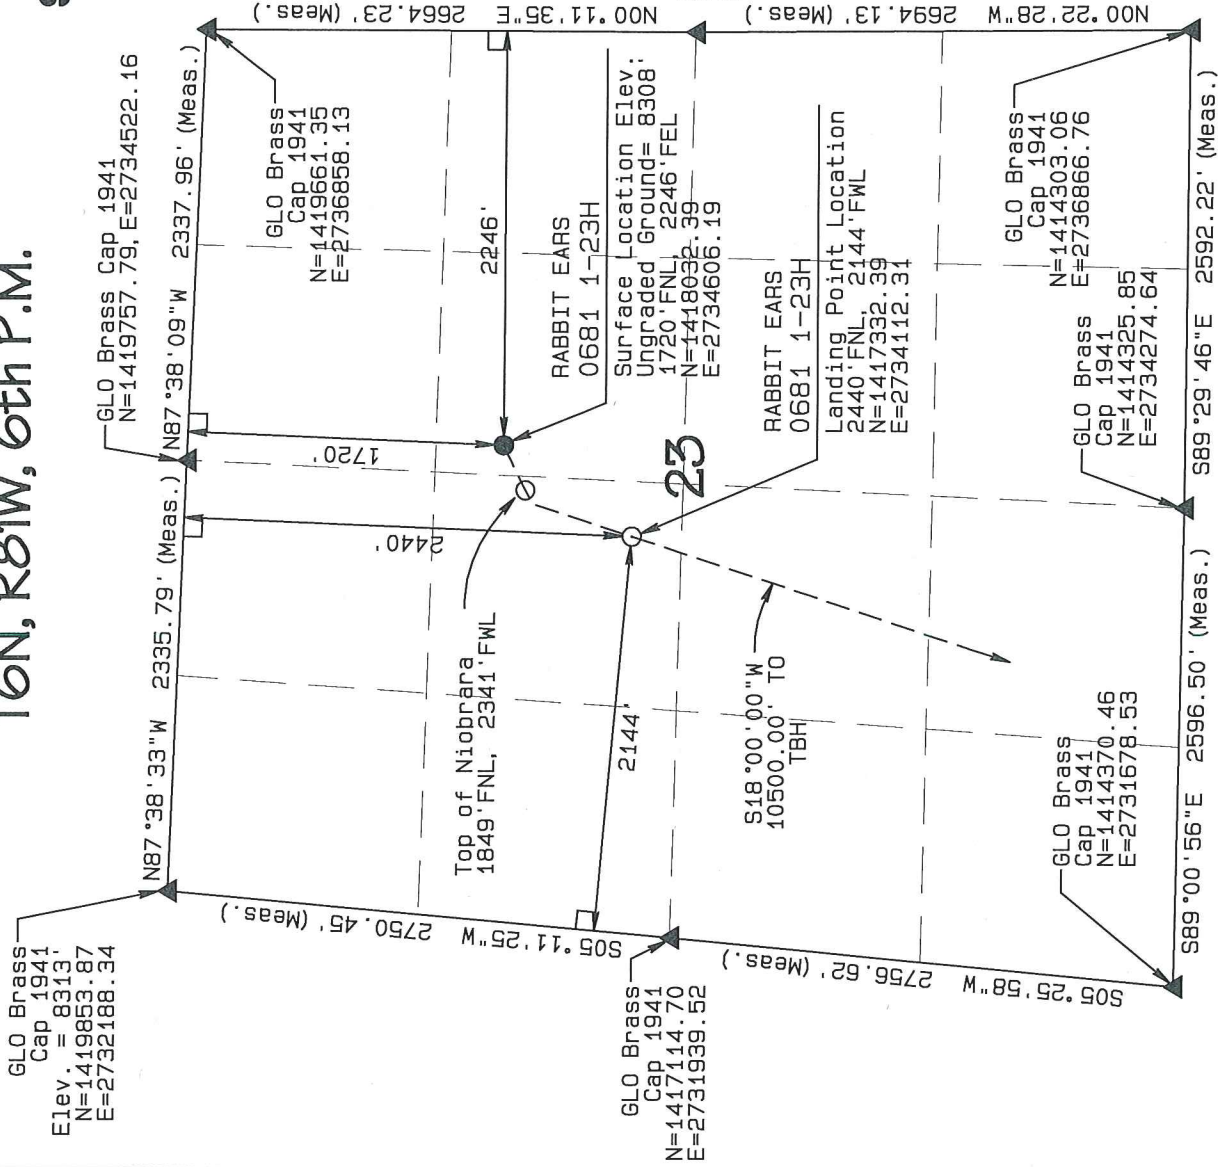 T6N, R81W, 6th P.M.
GLO Brass Cap 1941
N=1419757.79, E=2734522.16
N87°38'33"W 2335.79' (Meas.)
N87°38'09"W 2337.96' (Meas.)
GLO Brass
Cap 1941
Elev. = 8313'
N=1419853.87
E=2732188.34
GLO Brass
Cap 1941
N=1419661.35
E=2736858.13
N00°11'35"E 2664.23' (Meas.)
1720'
2246'
2440'
RABBIT EARS
0681 1-23H
Surface Location Elev:
Ungraded Ground= 8308'
1720'FNL, 2246'FEL
N=1418032.39
E=2734606.19
Top of Niobrara
1849'FNL, 2341'FWL
S05°11'25"W 2750.45' (Meas.)
2144'
23
RABBIT EARS
0681 1-23H
Landing Point Location
2440'FNL, 2144'FWL
N=1417332.39
E=2734112.31
GLO Brass
Cap 1941
N=1417114.70
E=2731939.52
S18°00'00"W
10500.00' TO
TBH
S05°25'58"W 2756.62' (Meas.)
N00°22'28"W 2694.13' (Meas.)
GLO Brass
Cap 1941
N=1414370.46
E=2731678.53
GLO Brass
Cap 1941
N=1414325.85
E=2734274.64
GLO Brass
Cap 1941
N=1414303.06
E=2736866.76
S89°00'56"E 2596.50' (Meas.)
S89°29'46"E 2592.22' (Meas.)